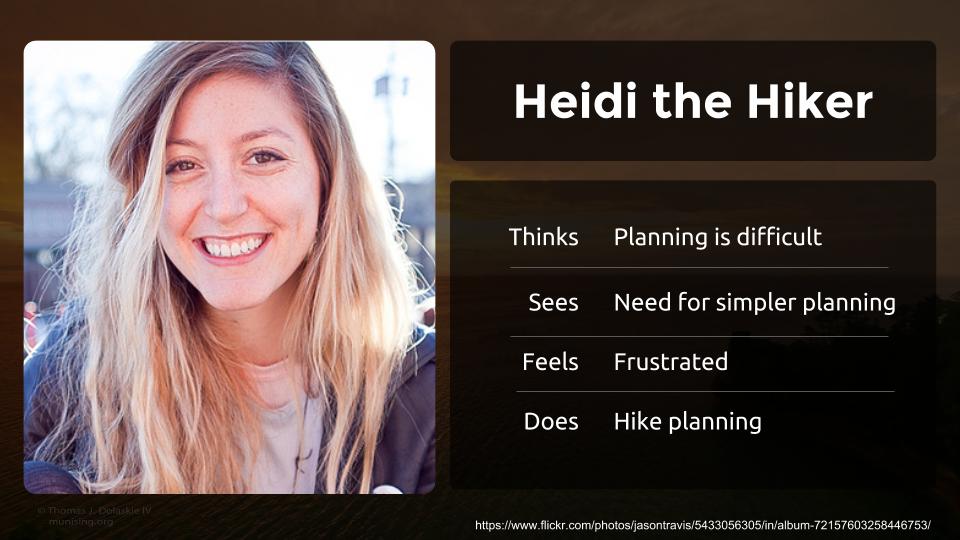 Heidi the Hiker
Thinks Planning is difficult
Sees Need for simpler planning
Feels Frustrated
Does Hike planning
© Thomas J. Dolaskie IV
munising.org
https://www.flickr.com/photos/jasontravis/5433056305/in/album-72157603258446753/